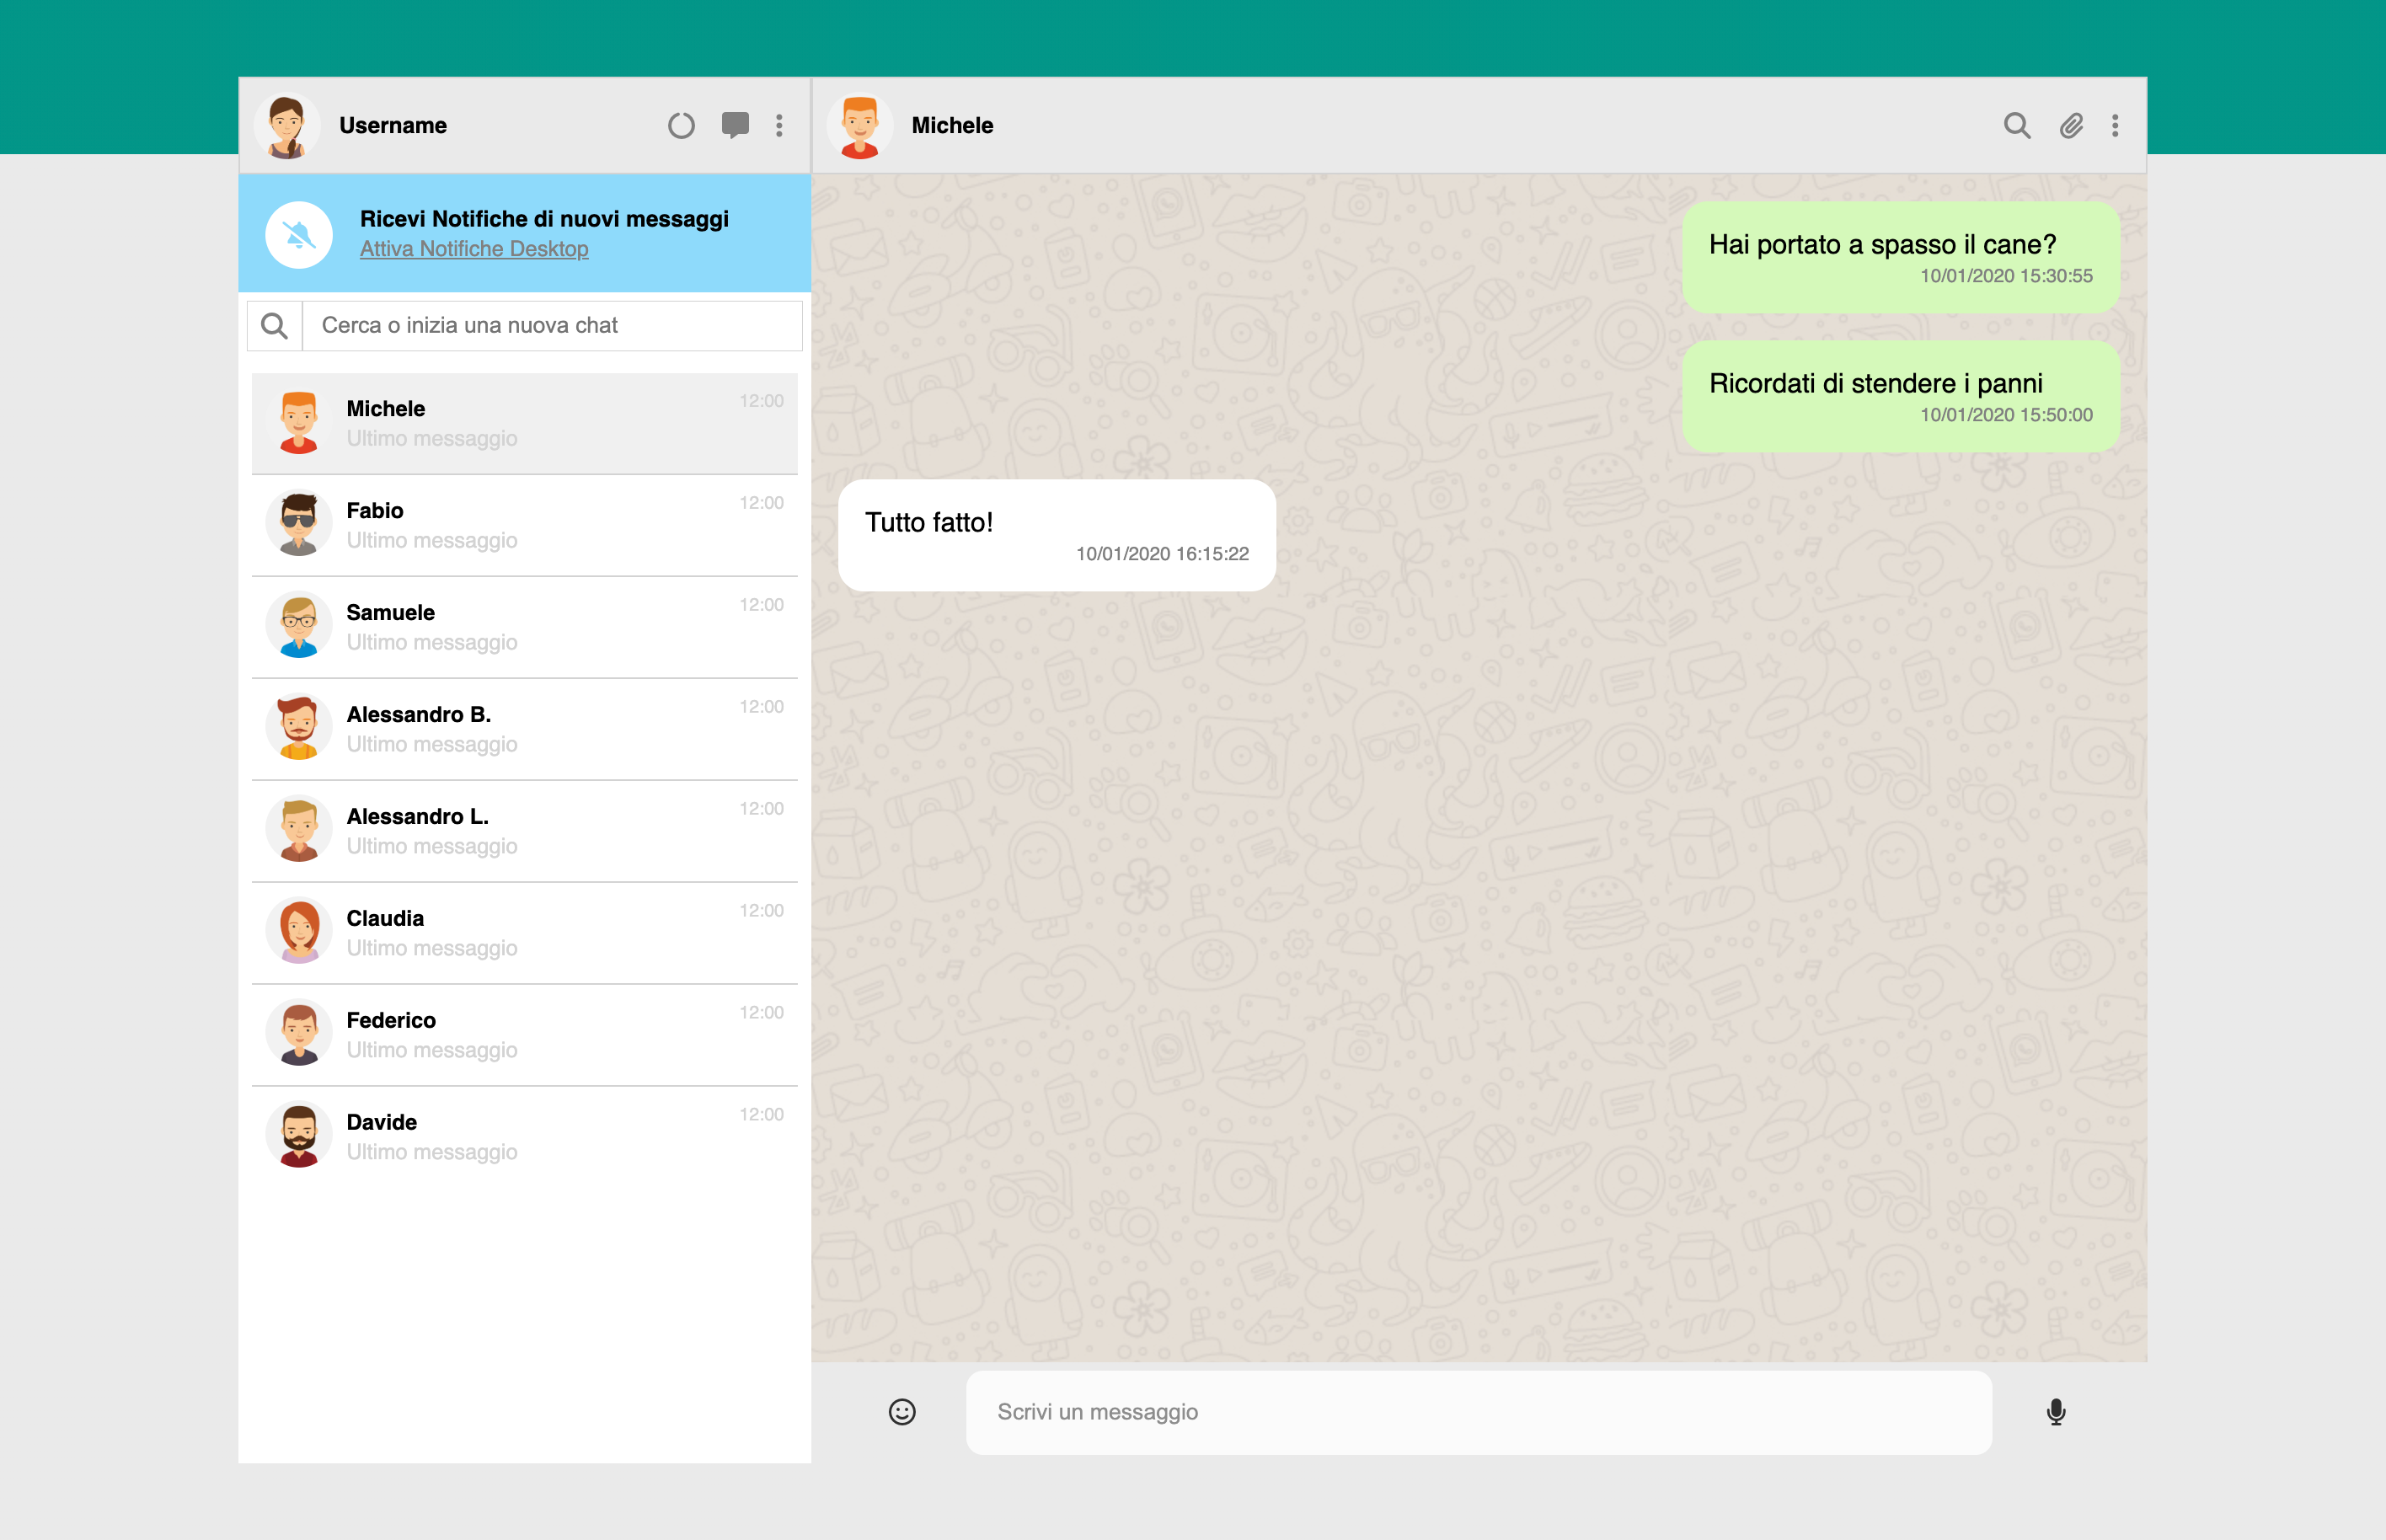 Username
Ricevi Notifiche di nuovi messaggi
Attiva Notifiche Desktop
Cerca o inizia una nuova chat
Michele
12:00
Ultimo messaggio
Fabio
12:00
Ultimo messaggio
Samuele
12:00
Ultimo messaggio
Alessandro B.
12:00
Ultimo messaggio
Alessandro L.
12:00
Ultimo messaggio
Claudia
12:00
Ultimo messaggio
Federico
12:00
Ultimo messaggio
Davide
12:00
Ultimo messaggio
Michele
Hai portato a spasso il cane?
10/01/2020 15:30:55
Ricordati di stendere i panni
10/01/2020 15:50:00
Tutto fatto!
10/01/2020 16:15:22
Scrivi un messaggio